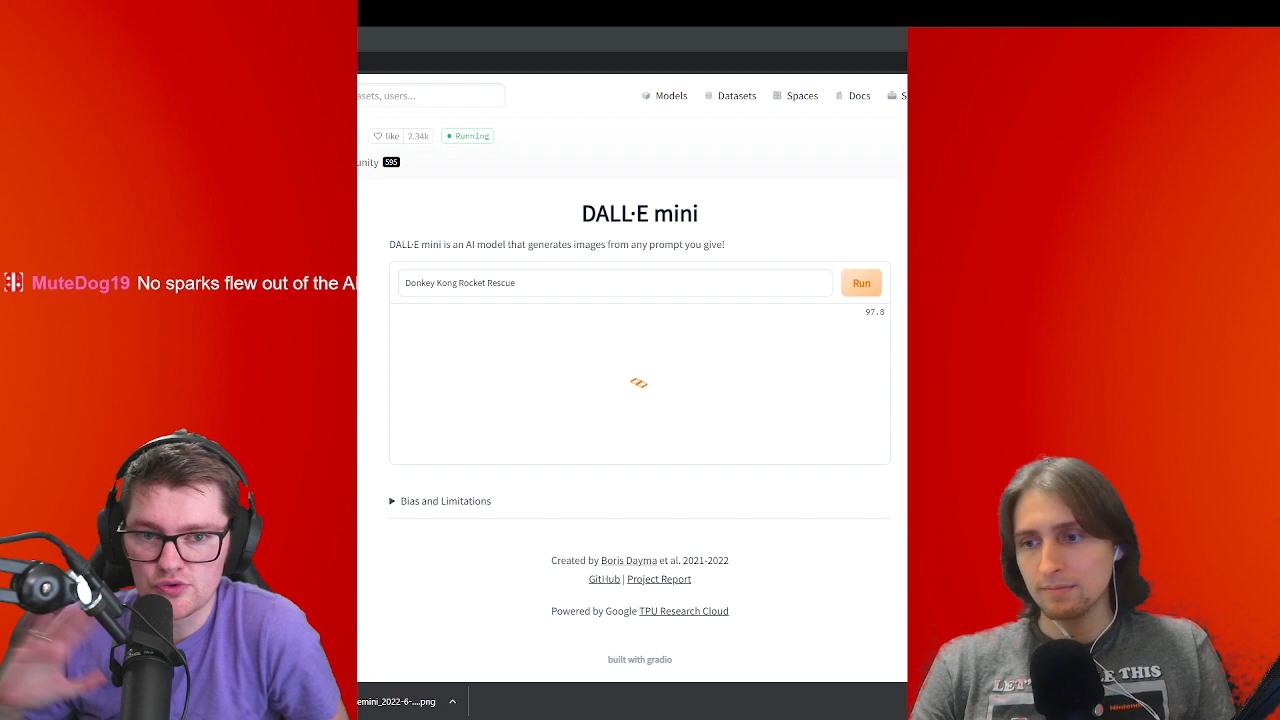 asets, users...
Models
Datasets
Spaces
Docs
S
like 2.34k
Running
unity 595
DALL·E mini
DALL·E mini is an AI model that generates images from any prompt you give!
Donkey Kong Rocket Rescue
Run
97.8
MuteDog19 No sparks flew out of the AI
Bias and Limitations
Created by Boris Dayma et al. 2021-2022
GitHub | Project Report
Powered by Google TPU Research Cloud
built with gradio
emini_2022-6-....png
THIS